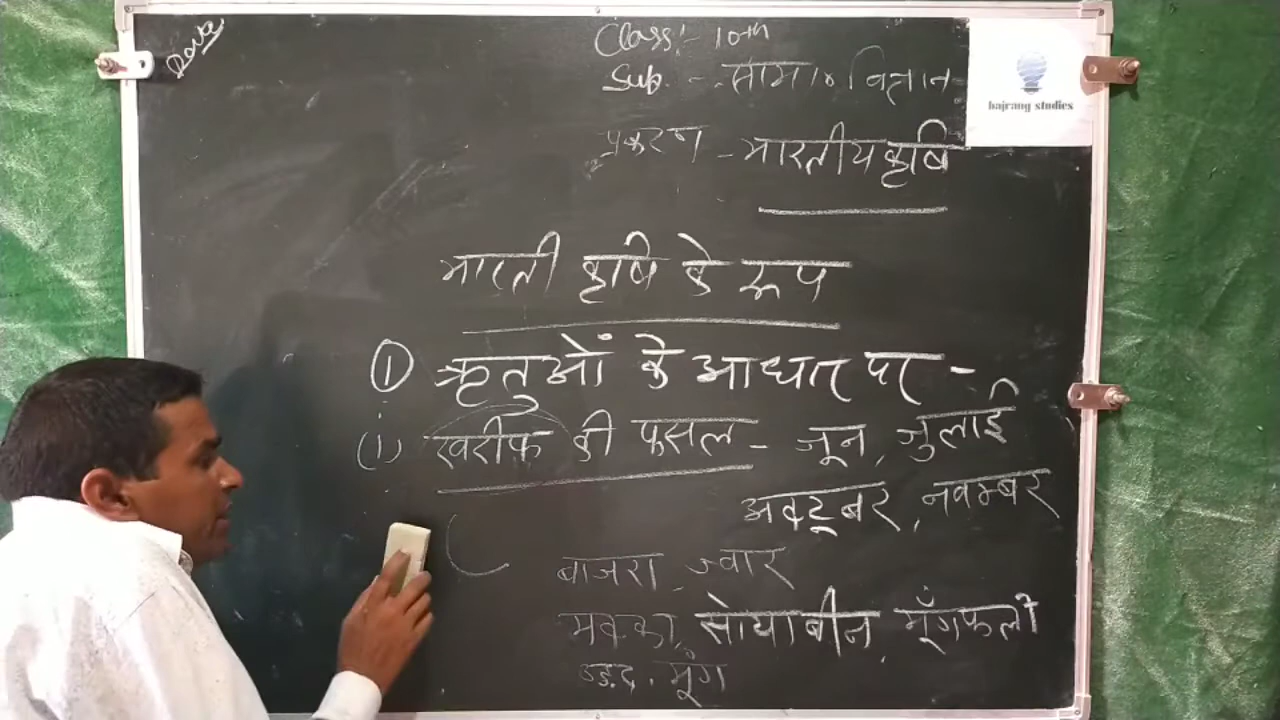 Class:- 10th
Sub. - सामा० विज्ञान
bajrang studies
प्रकरण - भारतीय कृषि
भारती कृषि के रूप
① ऋतुओं के आधार पर -
(1) खरीफ की फसल - जून, जुलाई
अक्टूबर, नवम्बर
बाजरा, ज्वार
मक्का, सोयाबीन, मूँगफली
उड़द, मूंग